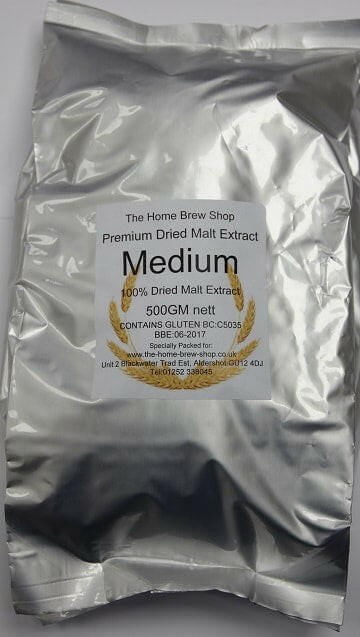 The Home Brew Shop
Premium Dried Malt Extract
Medium
100% Dried Malt Extract
500GM nett
CONTAINS GLUTEN BC:C5035
BBE:06-2017
Specially Packed for:
www.the-home-brew-shop.co.uk
Unit 2 Blackwater Trad Est, Aldershot GU12 4DJ
Tel:01252 338045